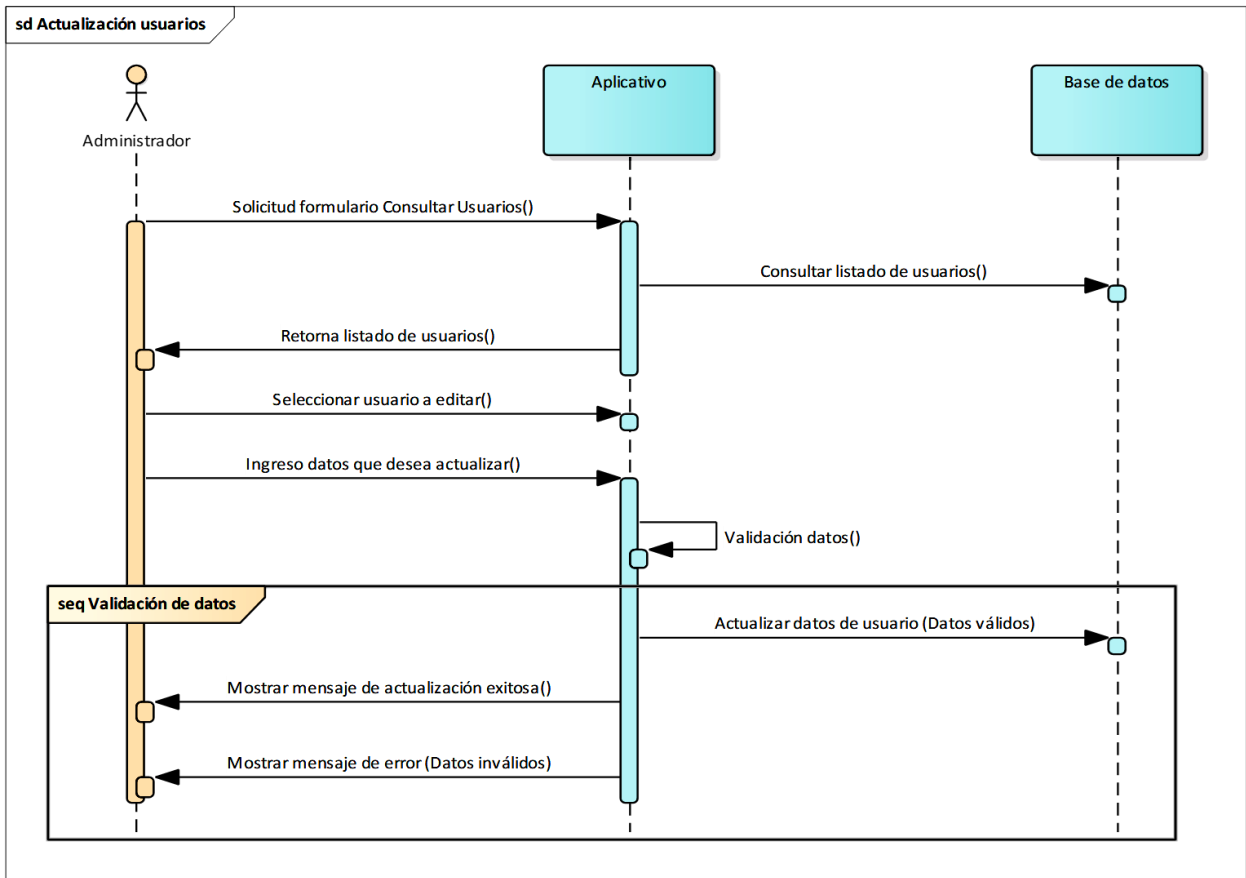 sd Actualización usuarios
Administrador
Aplicativo
Base de datos
Solicitud formulario Consultar Usuarios()
Consultar listado de usuarios()
Retorna listado de usuarios()
Seleccionar usuario a editar()
Ingreso datos que desea actualizar()
Validación datos()
seq Validación de datos
Actualizar datos de usuario (Datos válidos)
Mostrar mensaje de actualización exitosa()
Mostrar mensaje de error (Datos inválidos)